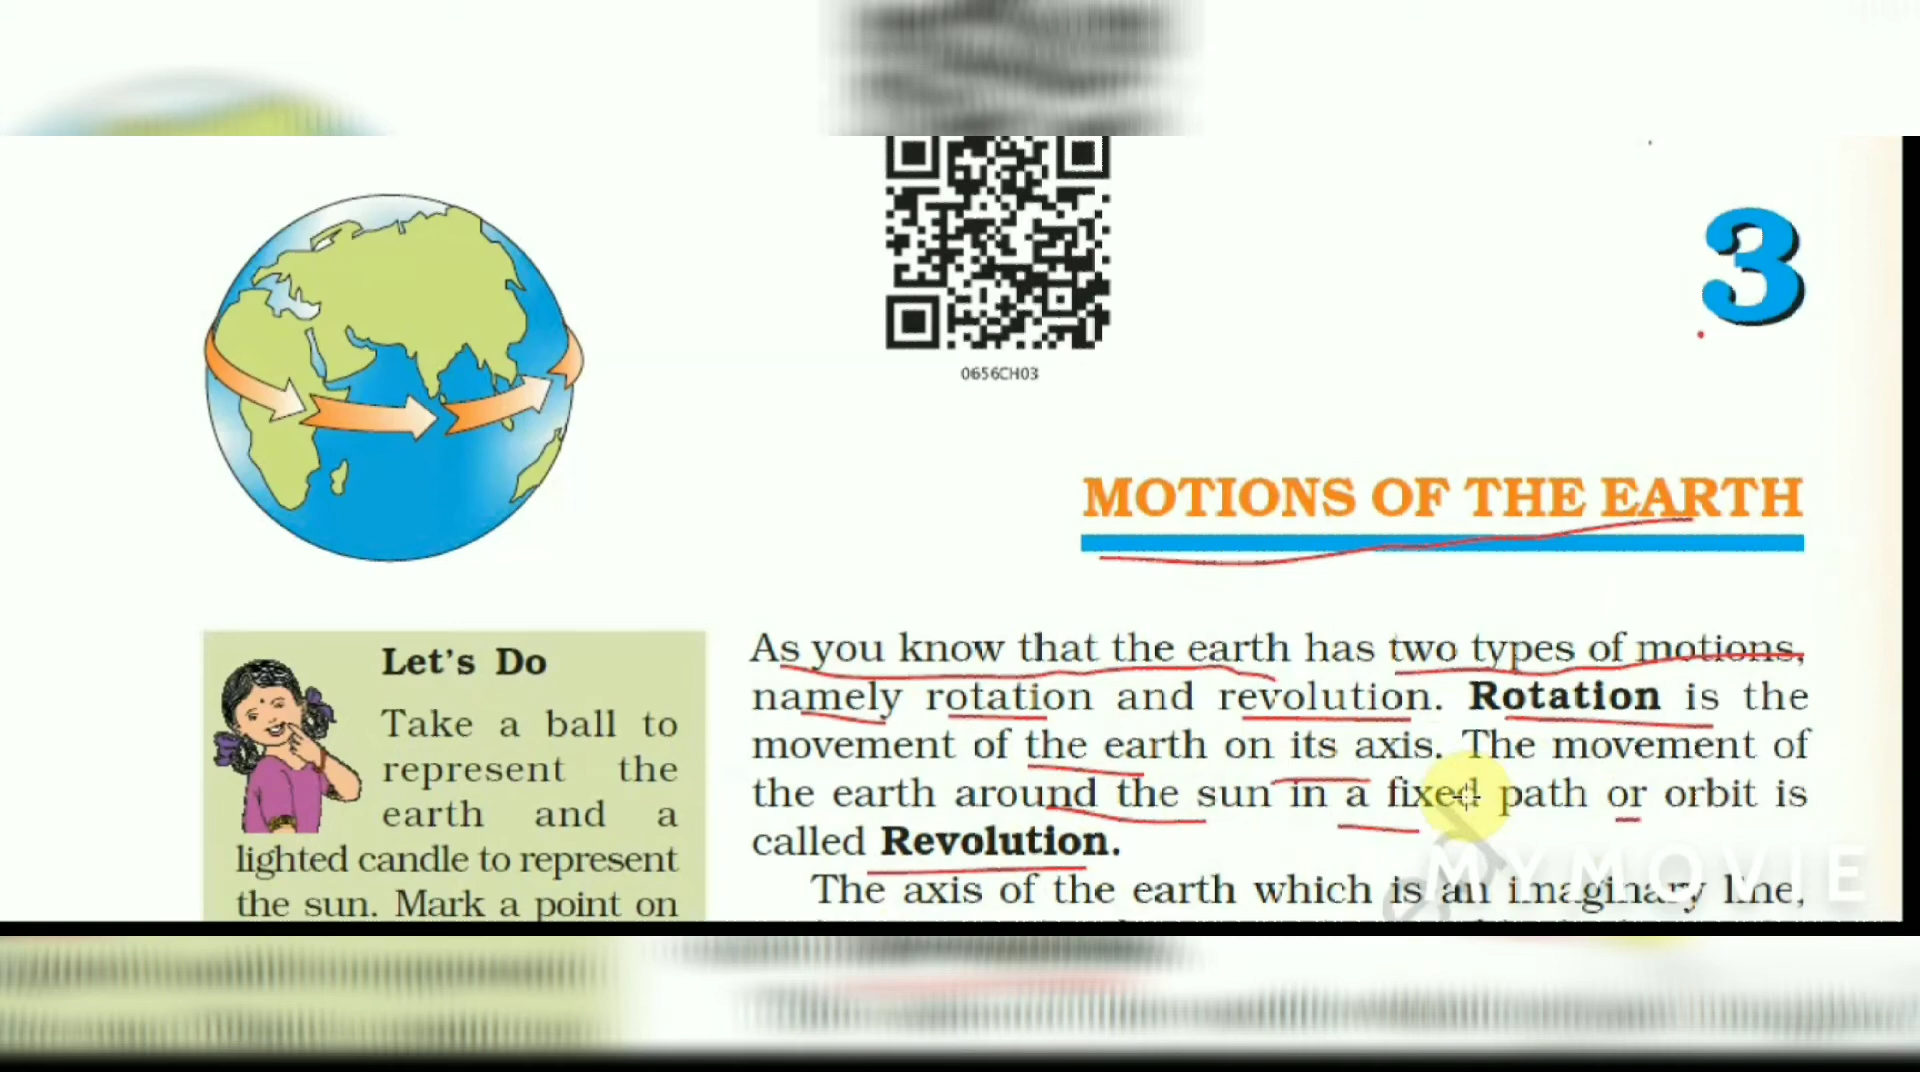 0656CH03
3
MOTIONS OF THE EARTH
Let's Do
Take a ball to
represent the
earth and a
lighted candle to represent
the sun. Mark a point on
As you know that the earth has two types of motions,
namely rotation and revolution. Rotation is the
movement of the earth on its axis. The movement of
the earth around the sun in a fixed path or orbit is
called Revolution.
The axis of the earth which is an imaginary line,
MYMOVIE